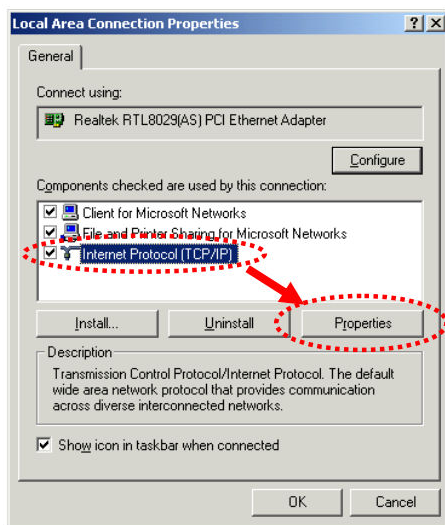 Local Area Connection Properties
General
Connect using:
Realtek RTL8029(AS) PCI Ethernet Adapter
Configure
Components checked are used by this connection:
Client for Microsoft Networks
File and Printer Sharing for Microsoft Networks
Internet Protocol (TCP/IP)
Install... Uninstall Properties
Description
Transmission Control Protocol/Internet Protocol. The default
wide area network protocol that provides communication
across diverse interconnected networks.
Show icon in taskbar when connected
OK Cancel